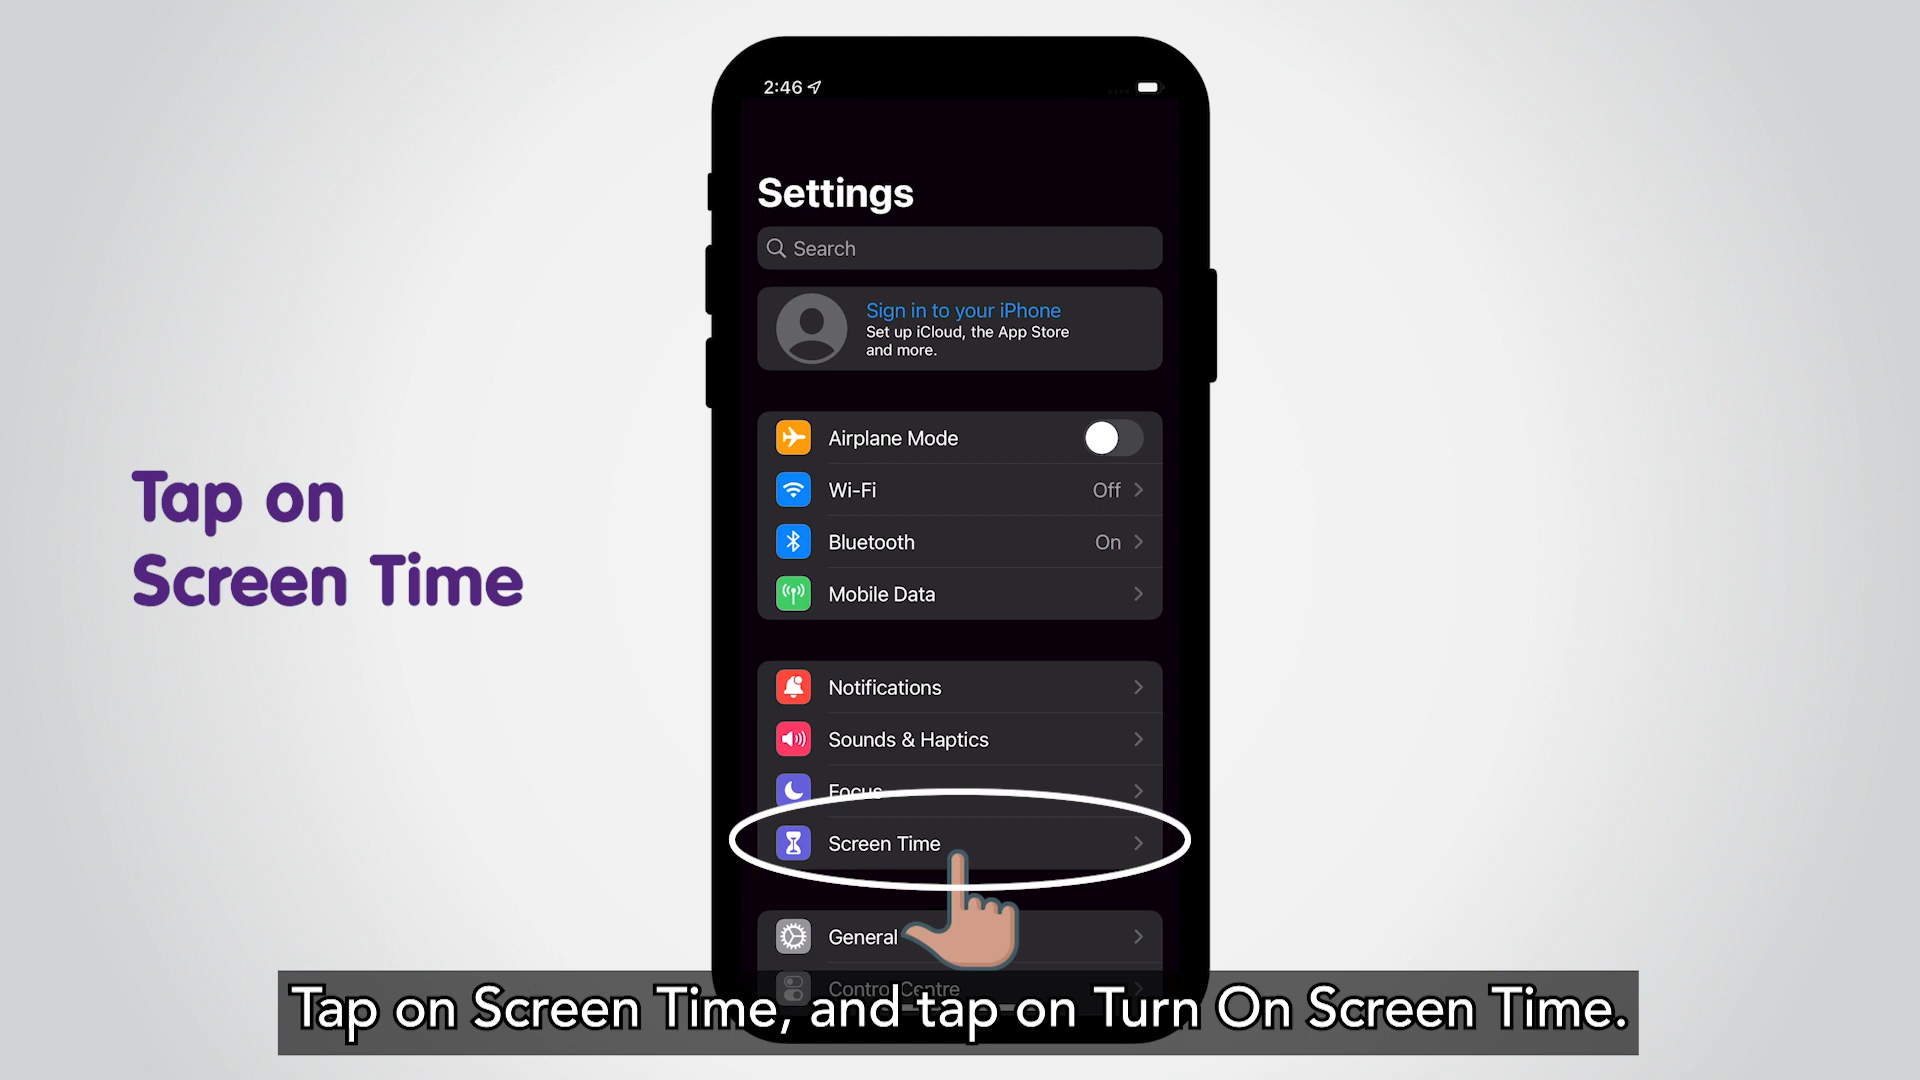 2:46
Settings
Search
Sign in to your iPhone
Set up iCloud, the App Store
and more.
Airplane Mode
Wi-Fi Off
Bluetooth On
Mobile Data
Tap on
Screen Time
Notifications
Sounds & Haptics
Focus
Screen Time
General
Control Centre
Tap on Screen Time, and tap on Turn On Screen Time.